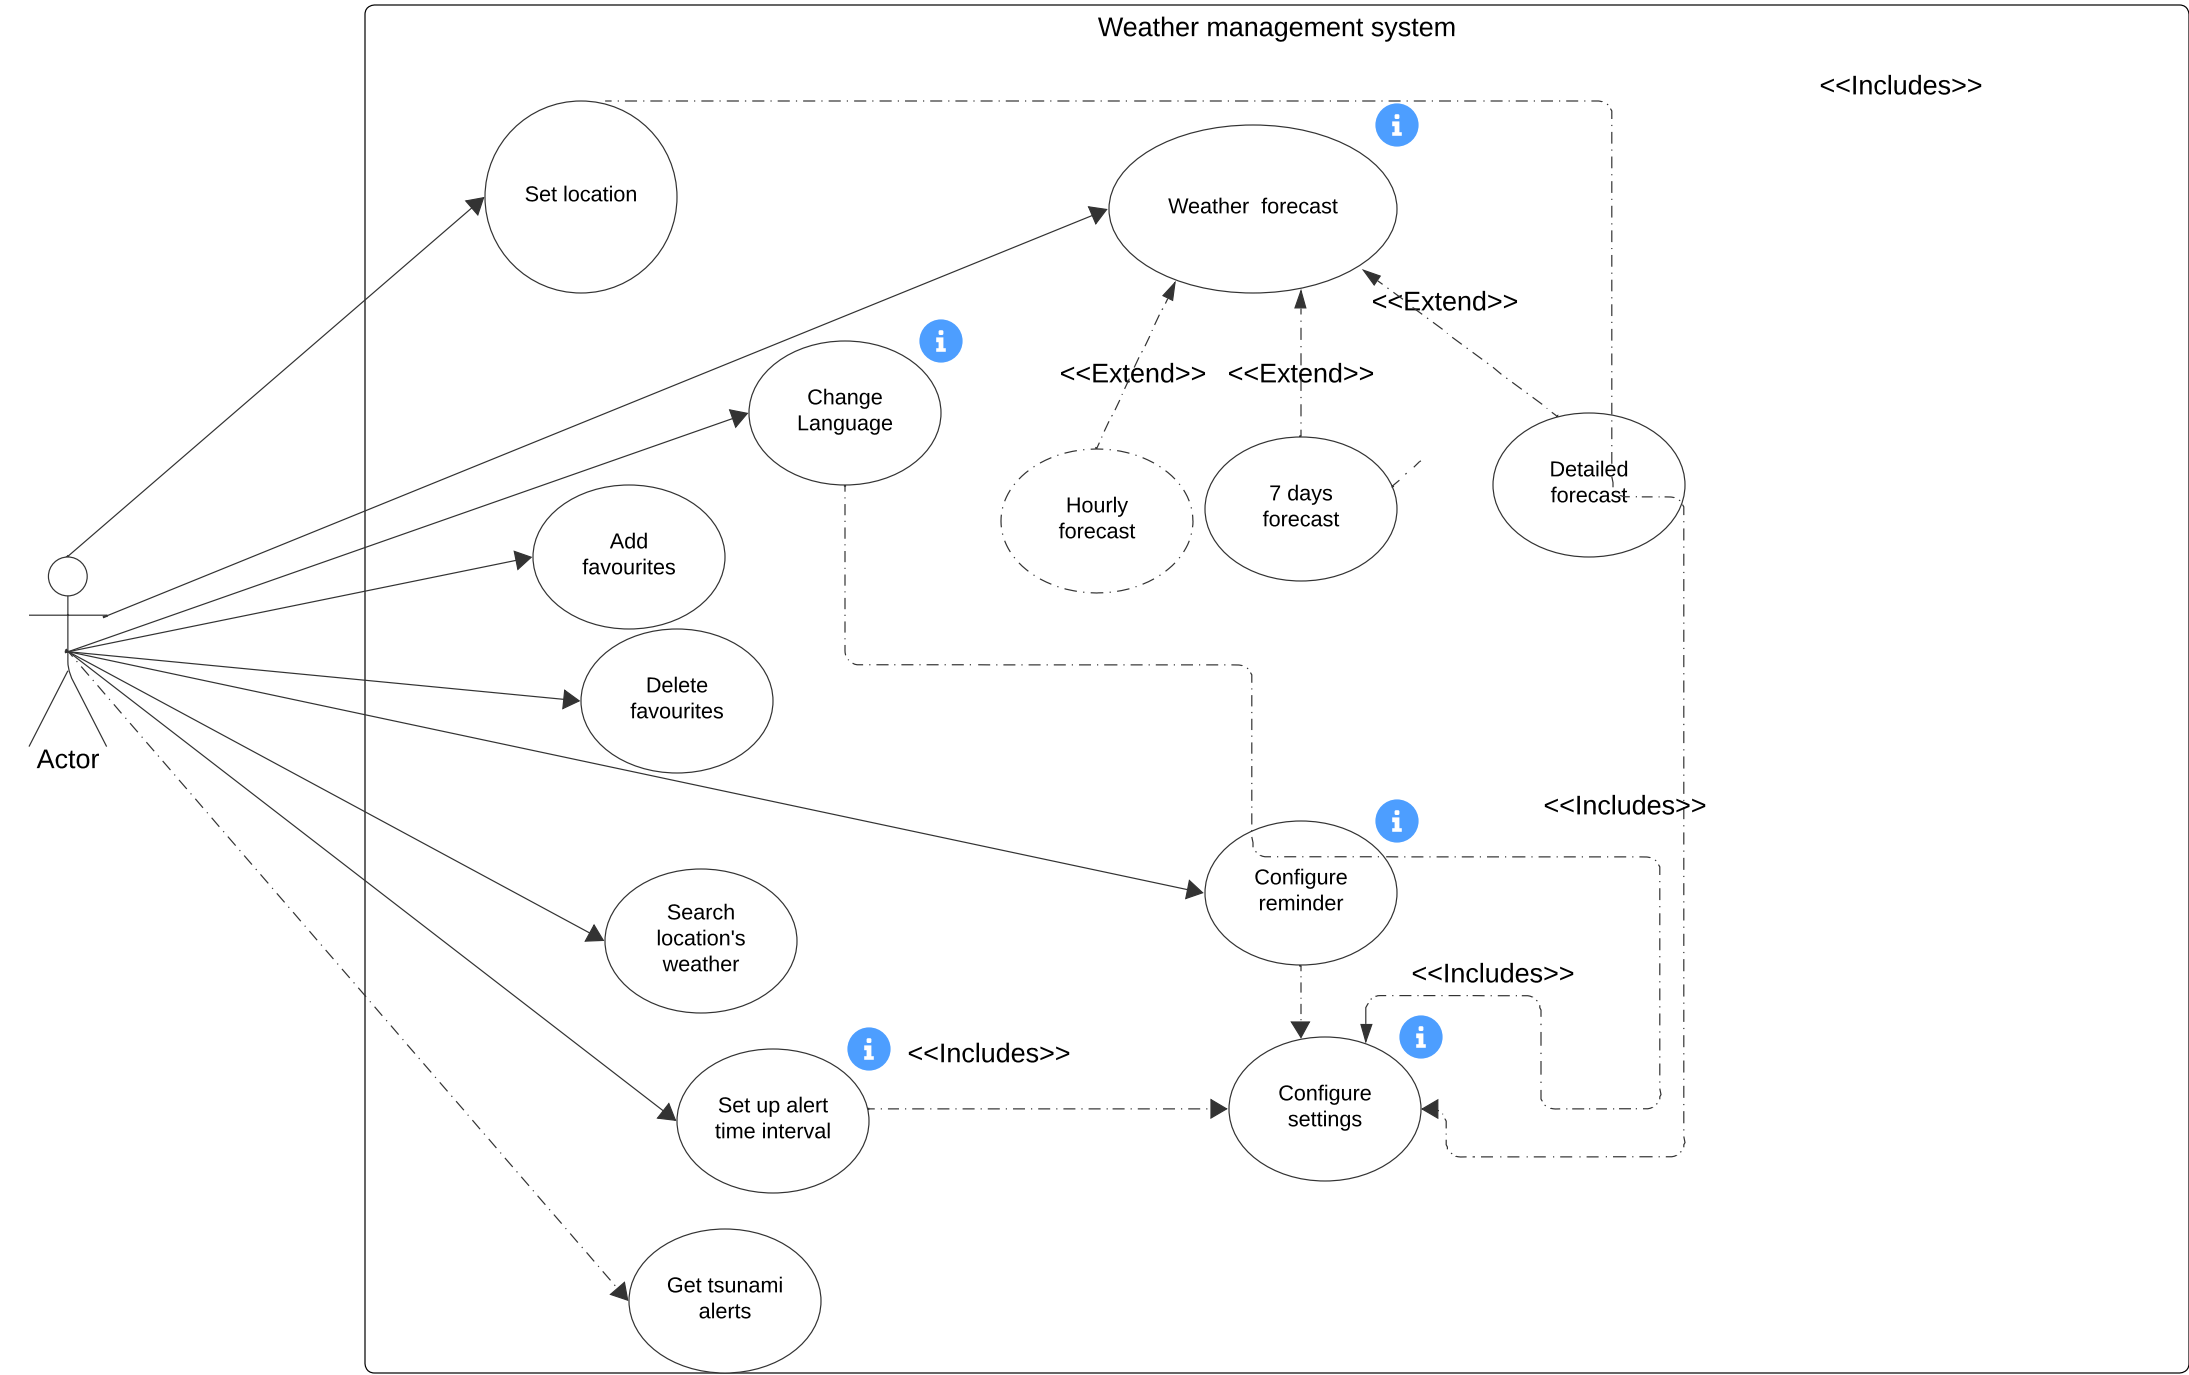 Weather management system
<<Includes>>
Set location
Weather  forecast
<<Extend>>
<<Extend>>
<<Extend>>
Change
Language
Detailed
forecast
7 days
forecast
Hourly
forecast
Add
favourites
Delete
favourites
Actor
<<Includes>>
Configure
reminder
Search
location's
weather
<<Includes>>
<<Includes>>
Set up alert
time interval
Configure
settings
Get tsunami
alerts